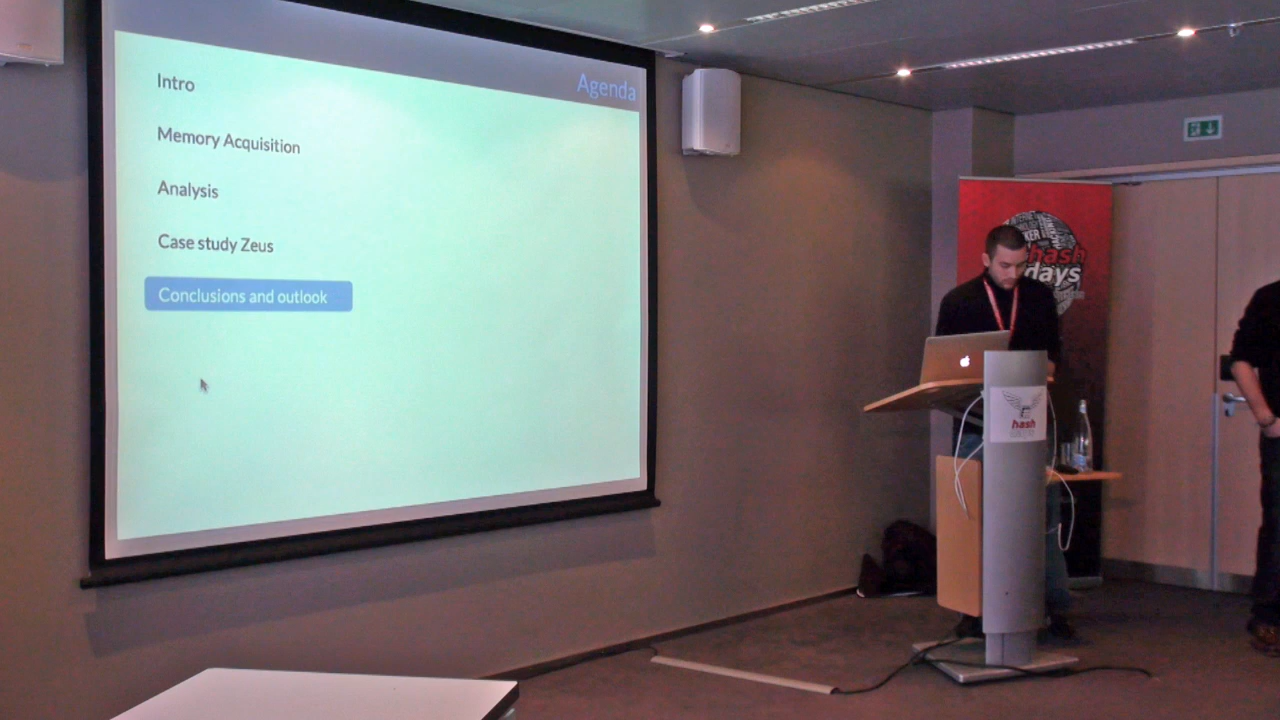 Agenda
Intro
Memory Acquisition
Analysis
Case study Zeus
Conclusions and outlook
hash
days
hash